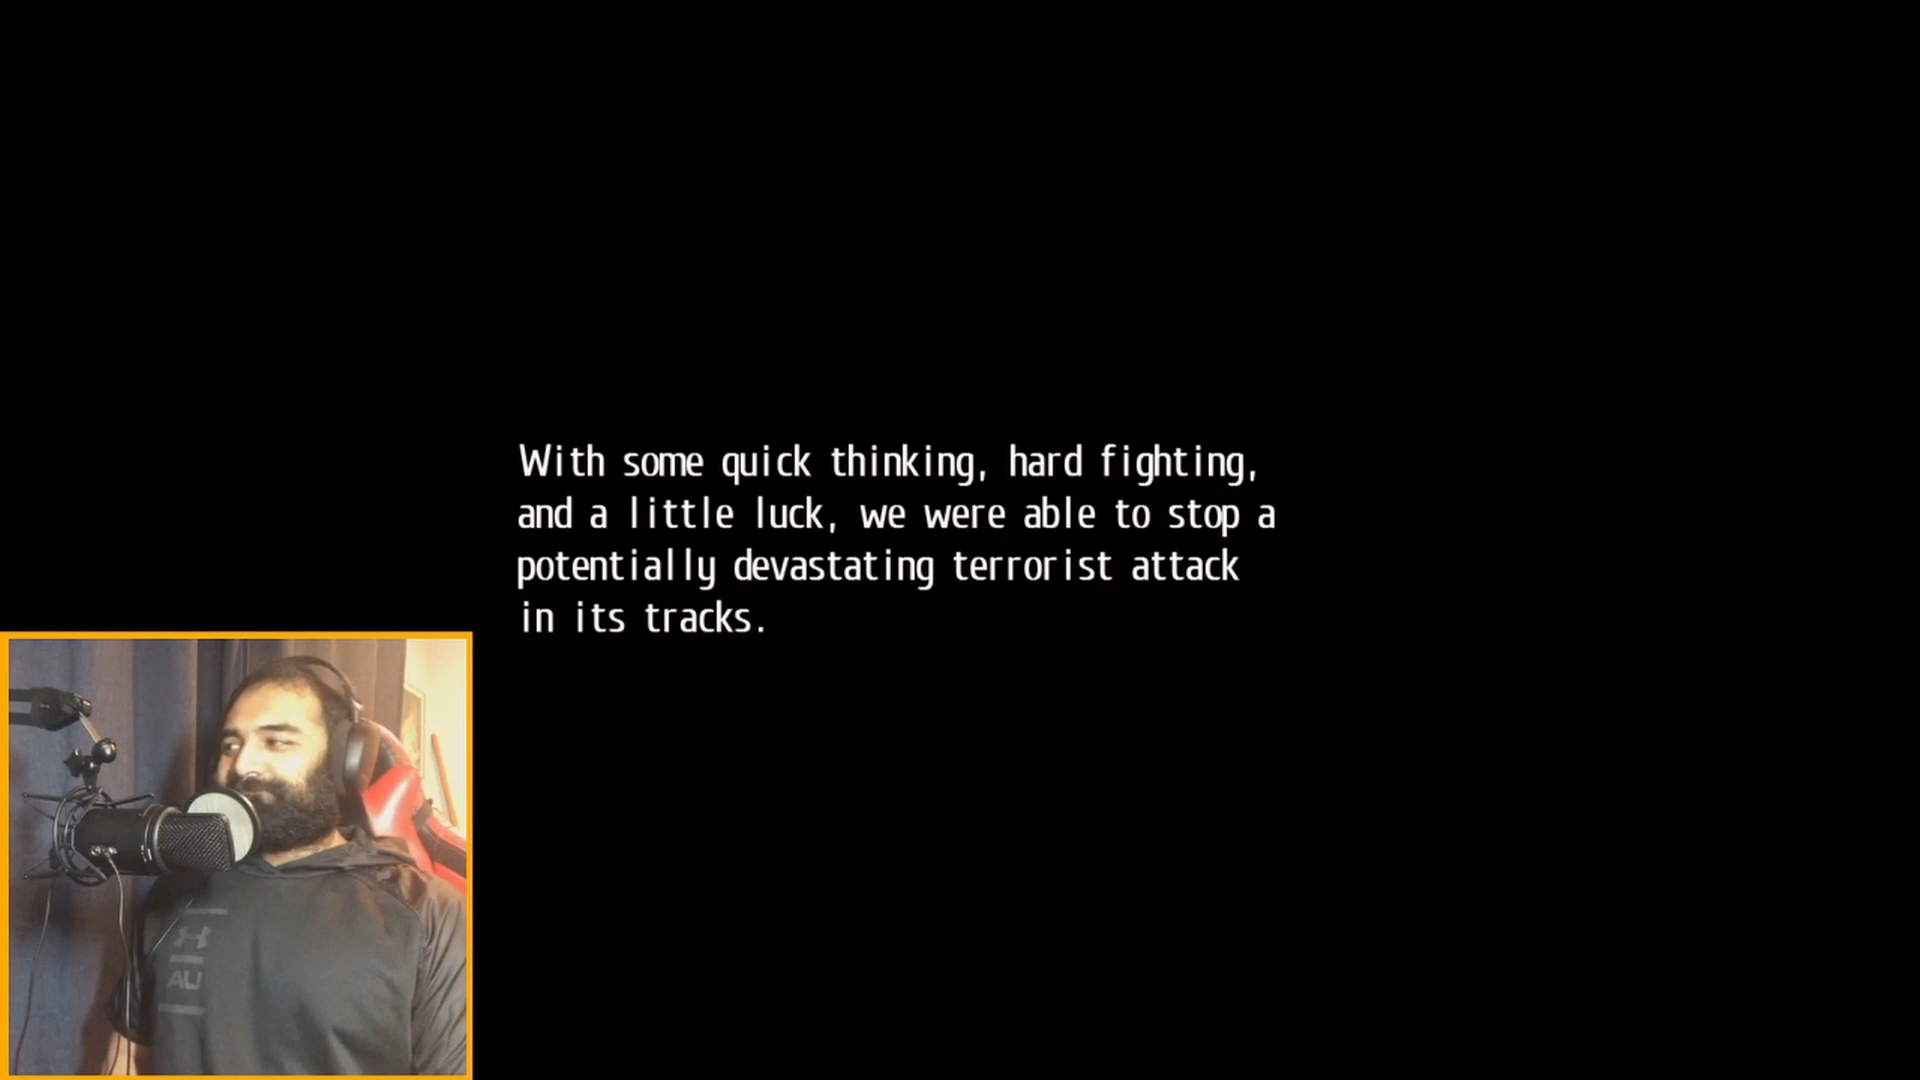 With some quick thinking, hard fighting,
and a little luck, we were able to stop a
potentially devastating terrorist attack
in its tracks.
AU